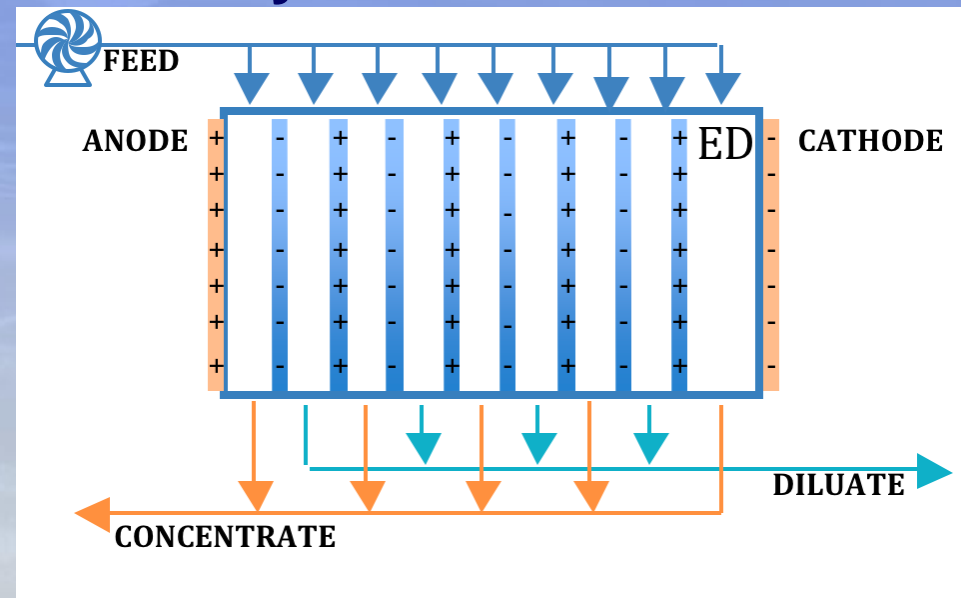 FEED
ANODE + - + - + - + - + ED - CATHODE
+ - + - + - + - + -
+ - + - + - + - + -
+ - + - + - + - + -
+ - + - + - + - + -
+ - + - + - + - + -
+ - + - + - + - + -
DILUATE
CONCENTRATE